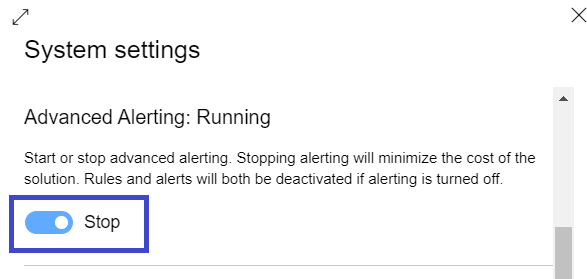 System settings
Advanced Alerting: Running
Start or stop advanced alerting. Stopping alerting will minimize the cost of the
solution. Rules and alerts will both be deactivated if alerting is turned off.
Stop